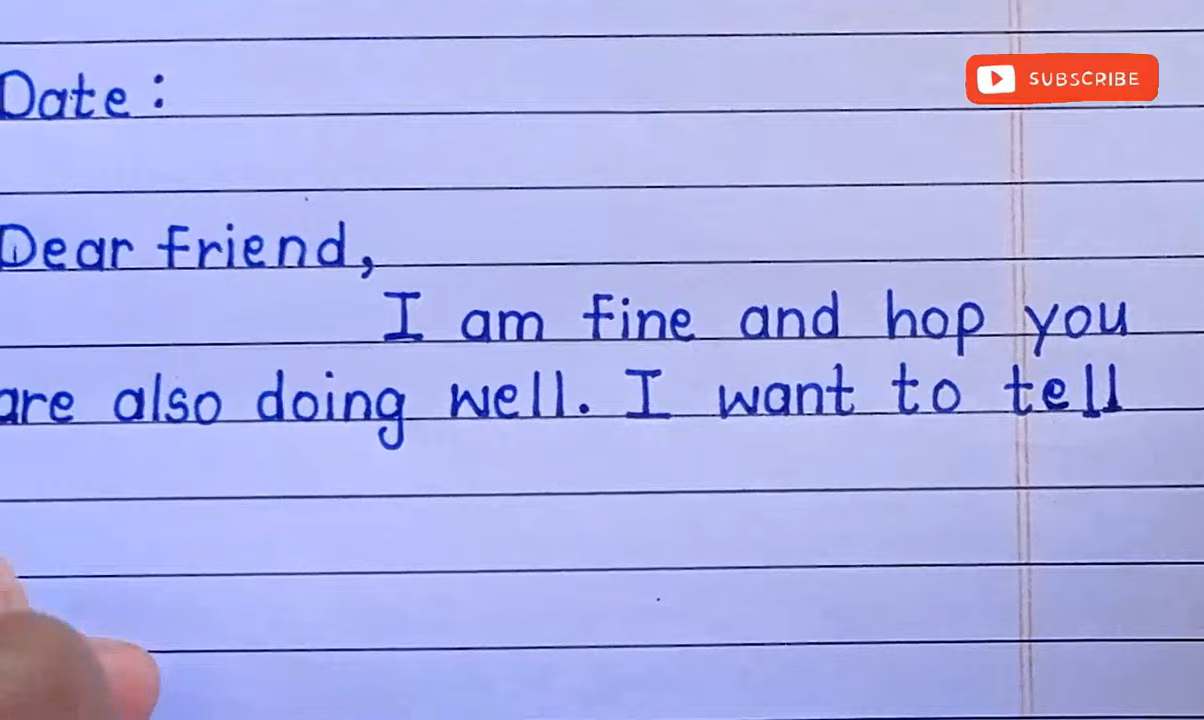 Date :
SUBSCRIBE
Dear friend,
I am fine and hop you
are also doing well. I want to tell